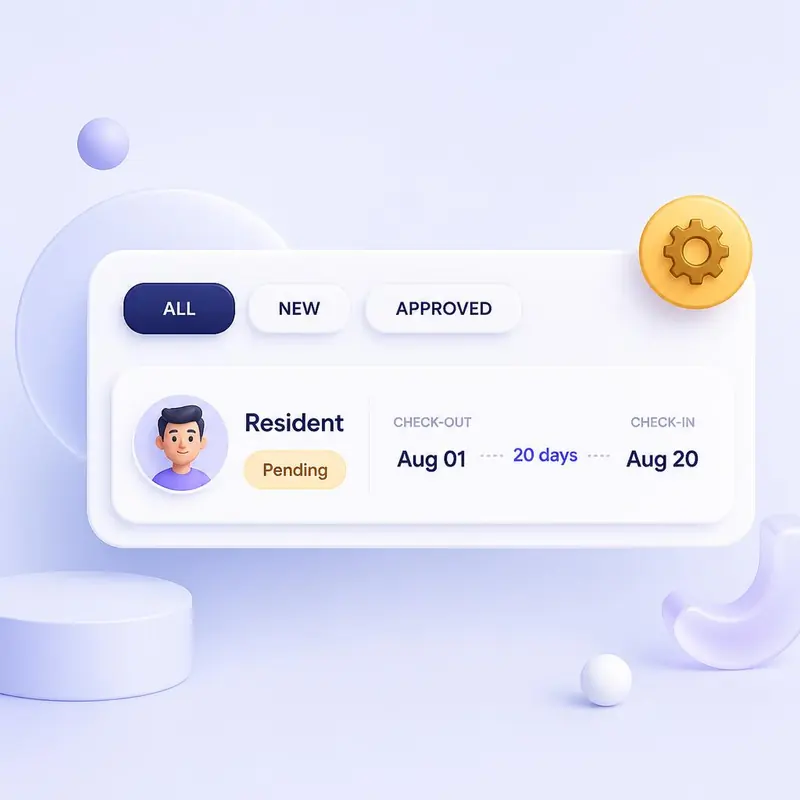 ALL NEW APPROVED
Resident
Pending
CHECK-OUT
Aug 01
20 days
CHECK-IN
Aug 20